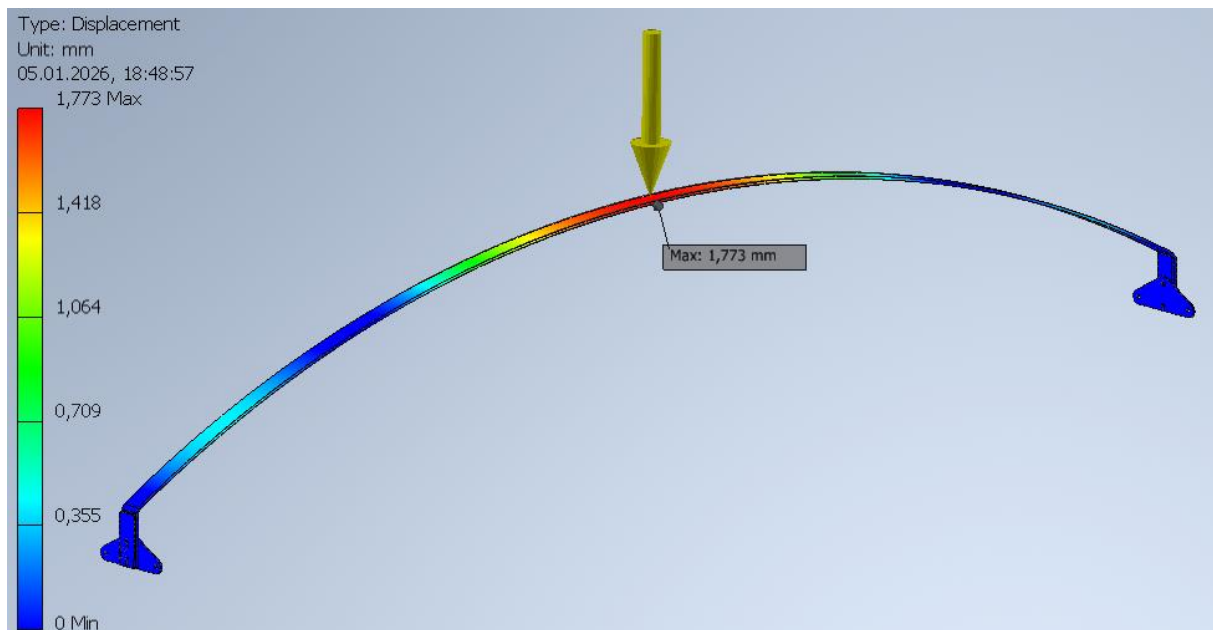 Type: Displacement
Unit: mm
05.01.2026, 18:48:57
1,773 Max
1,418
1,064
0,709
0,355
0 Min
Max: 1,773 mm